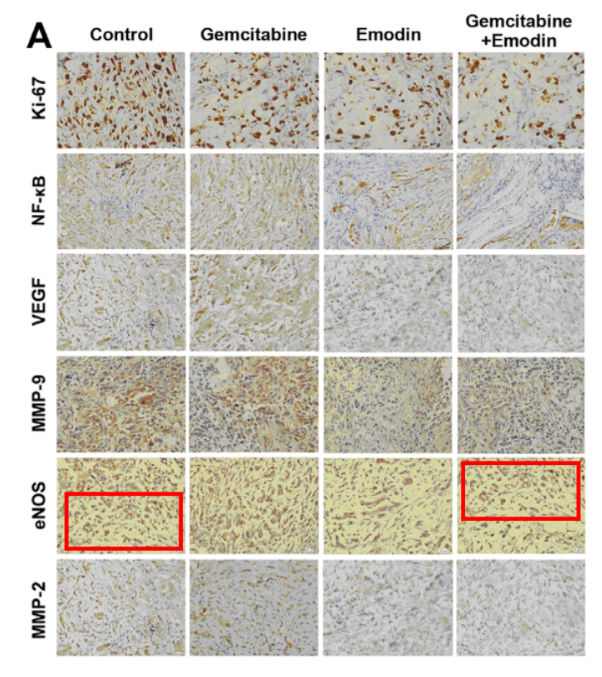 A
Control
Gemcitabine
Emodin
Gemcitabine
+Emodin
Ki-67
NF-κB
VEGF
MMP-9
eNOS
MMP-2